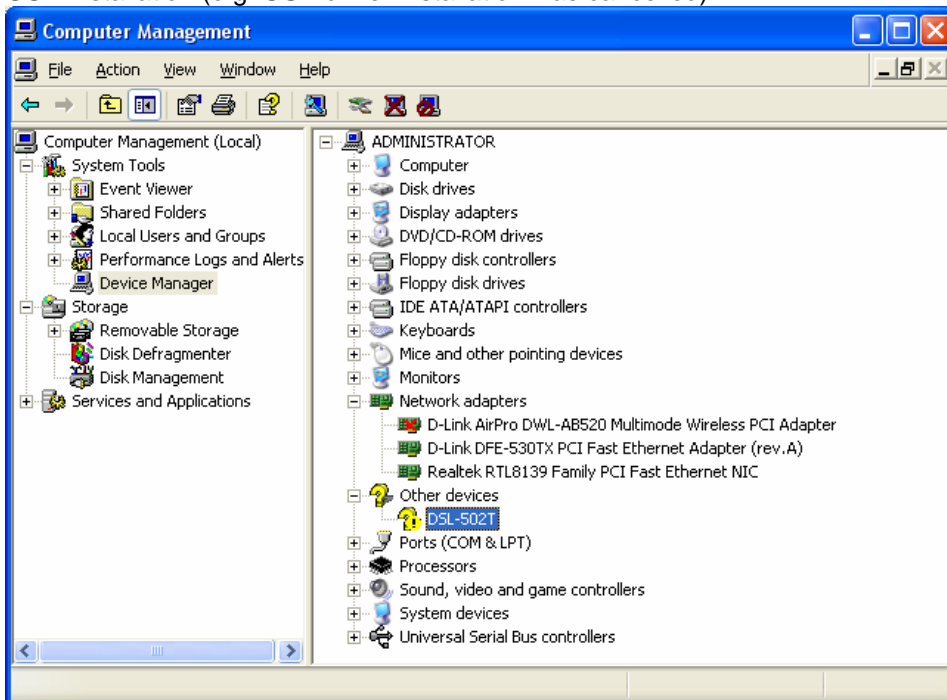 Computer Management
File Action View Window Help
Computer Management (Local)
System Tools
Event Viewer
Shared Folders
Local Users and Groups
Performance Logs and Alerts
Device Manager
Storage
Removable Storage
Disk Defragmenter
Disk Management
Services and Applications
ADMINISTRATOR
Computer
Disk drives
Display adapters
DVD/CD-ROM drives
Floppy disk controllers
Floppy disk drives
IDE ATA/ATAPI controllers
Keyboards
Mice and other pointing devices
Monitors
Network adapters
D-Link AirPro DWL-AB520 Multimode Wireless PCI Adapter
D-Link DFE-530TX PCI Fast Ethernet Adapter (rev.A)
Realtek RTL8139 Family PCI Fast Ethernet NIC
Other devices
DSL-502T
Ports (COM & LPT)
Processors
Sound, video and game controllers
System devices
Universal Serial Bus controllers